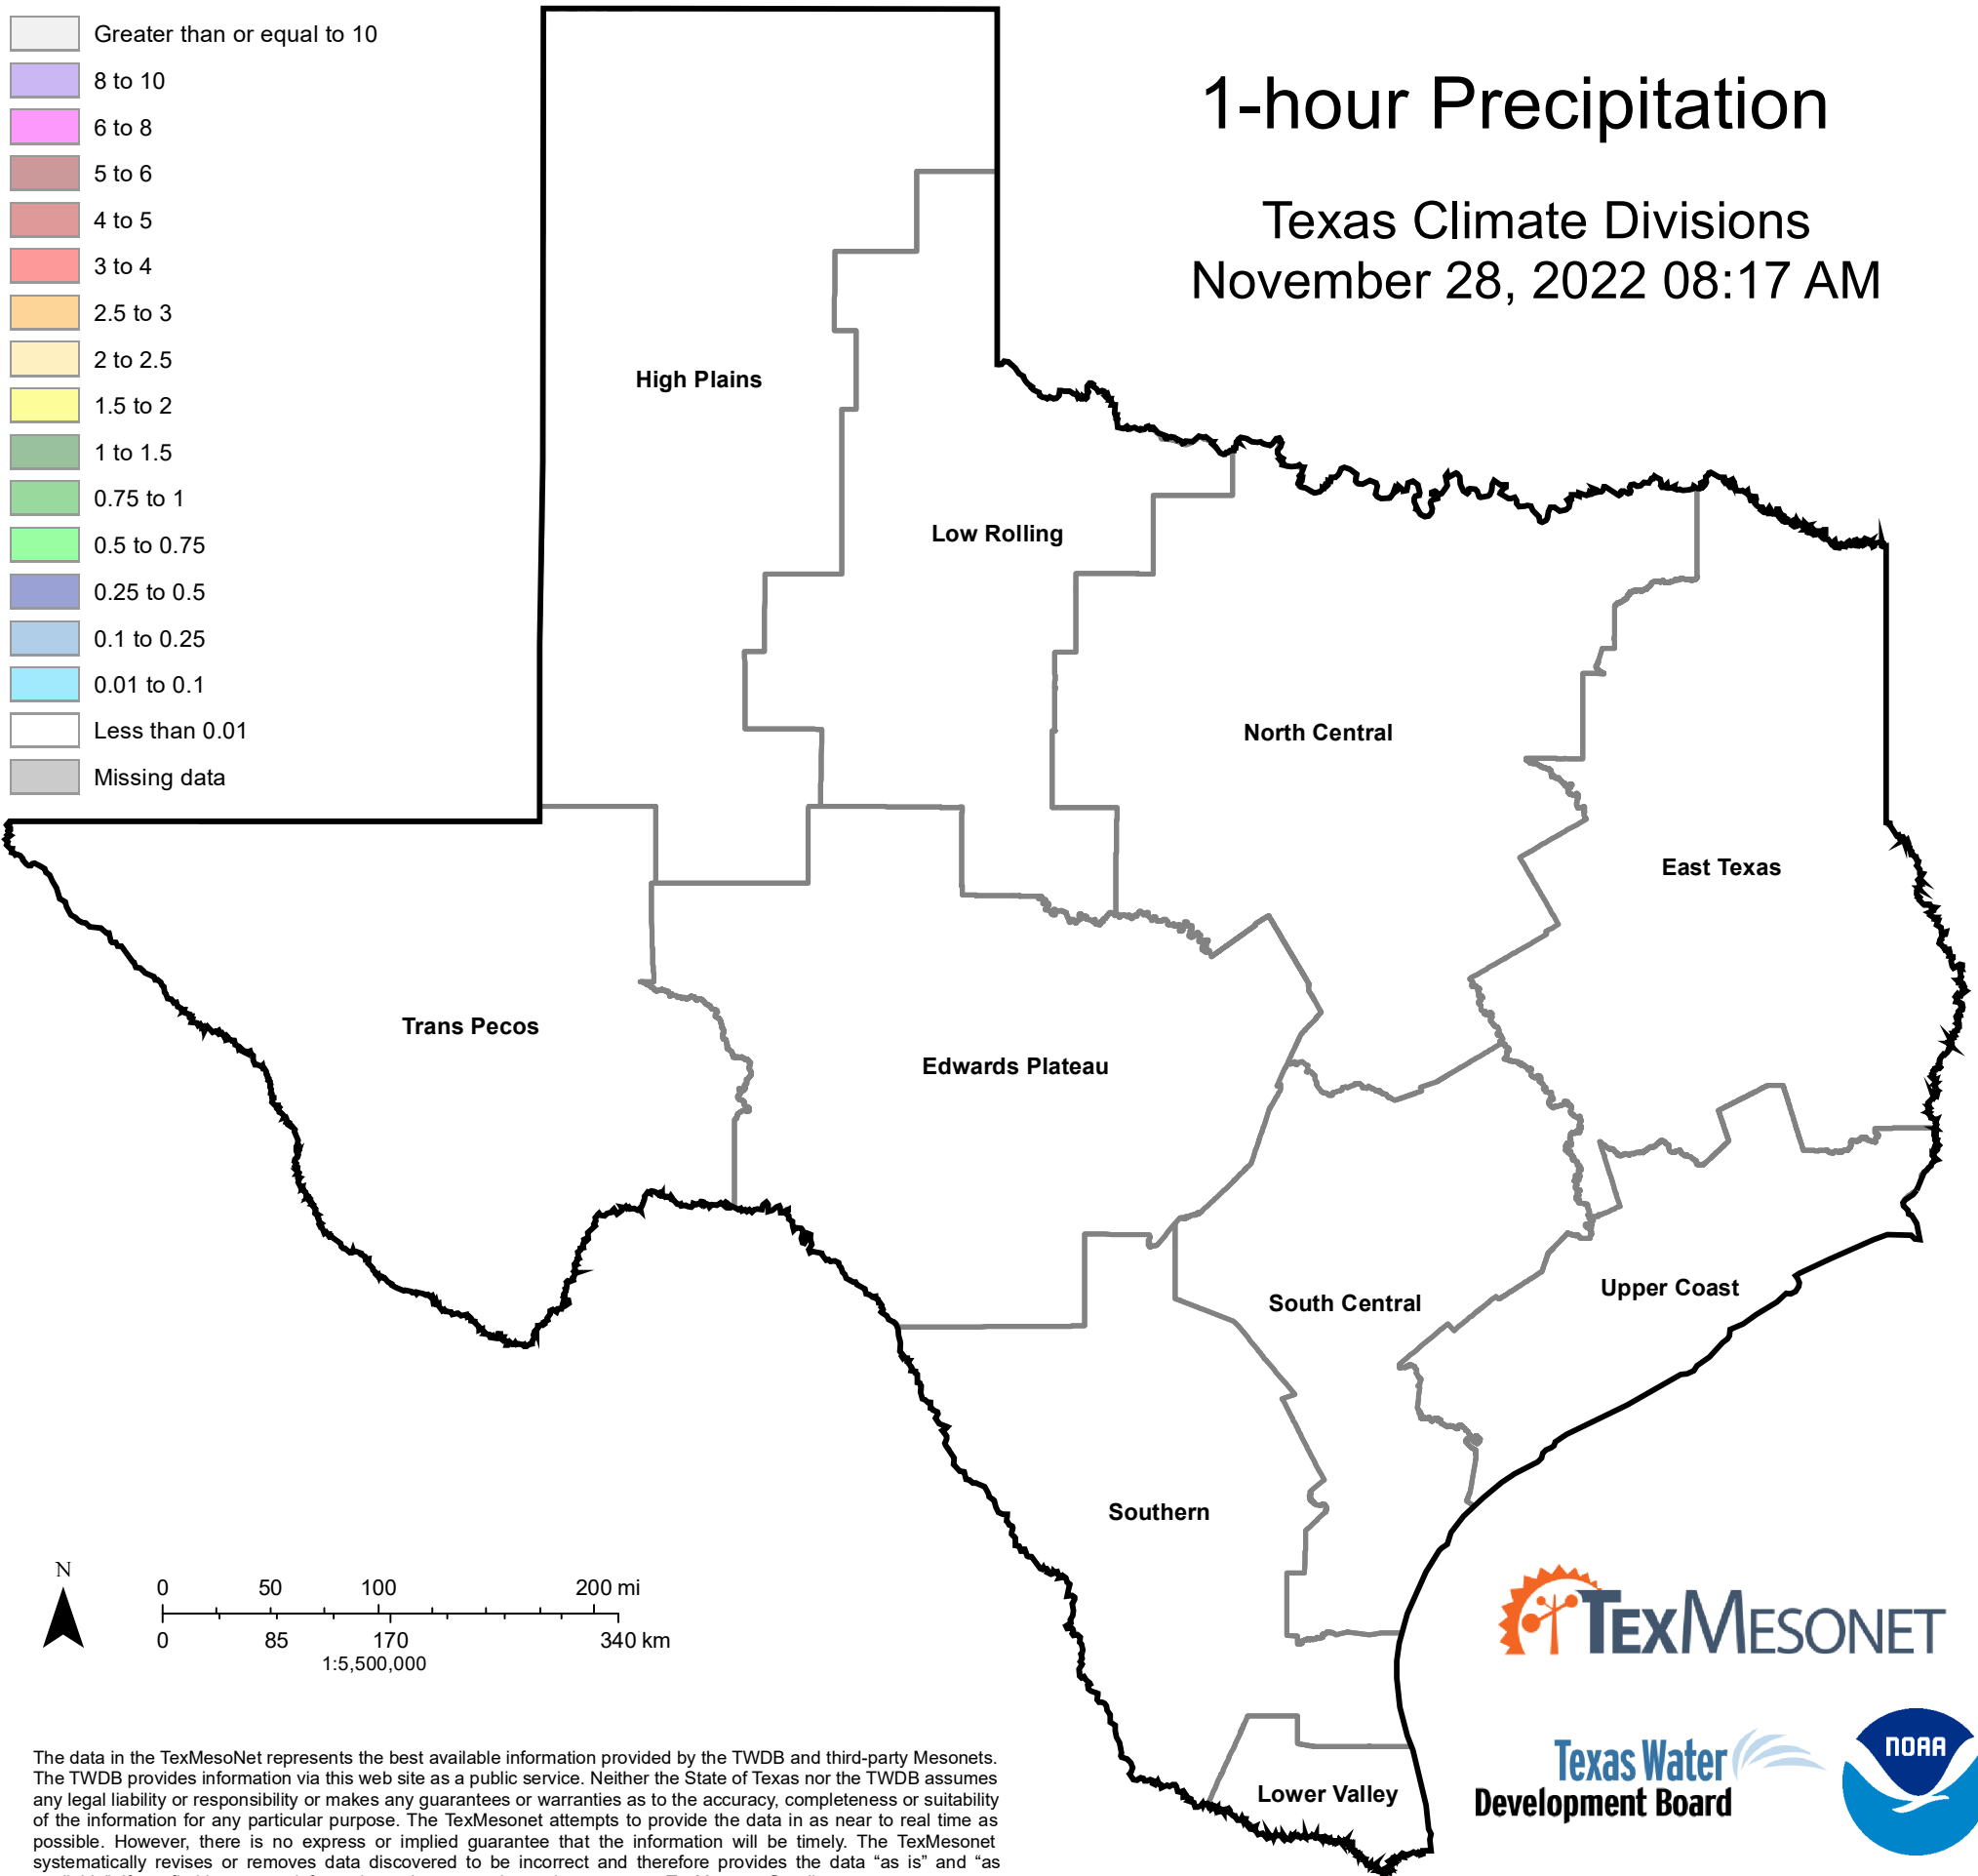 Greater than or equal to 10
8 to 10
6 to 8
5 to 6
4 to 5
3 to 4
2.5 to 3
2 to 2.5
1.5 to 2
1 to 1.5
0.75 to 1
0.5 to 0.75
0.25 to 0.5
0.1 to 0.25
0.01 to 0.1
Less than 0.01
Missing data
1-hour Precipitation
Texas Climate Divisions
November 28, 2022 08:17 AM
High Plains
Low Rolling
North Central
East Texas
Trans Pecos
Edwards Plateau
South Central
Upper Coast
Southern
Lower Valley
N
0 50 100 200 mi
0 85 170 340 km
1:5,500,000
TEXMESONET
Texas Water
Development Board
NOAA
The data in the TexMesoNet represents the best available information provided by the TWDB and third-party Mesonets.
The TWDB provides information via this web site as a public service. Neither the State of Texas nor the TWDB assumes
any legal liability or responsibility or makes any guarantees or warranties as to the accuracy, completeness or suitability
of the information for any particular purpose. The TexMesonet attempts to provide the data in as near to real time as
possible. However, there is no express or implied guarantee that the information will be timely. The TexMesonet
systematically revises or removes data discovered to be incorrect and therefore provides the data “as is” and “as